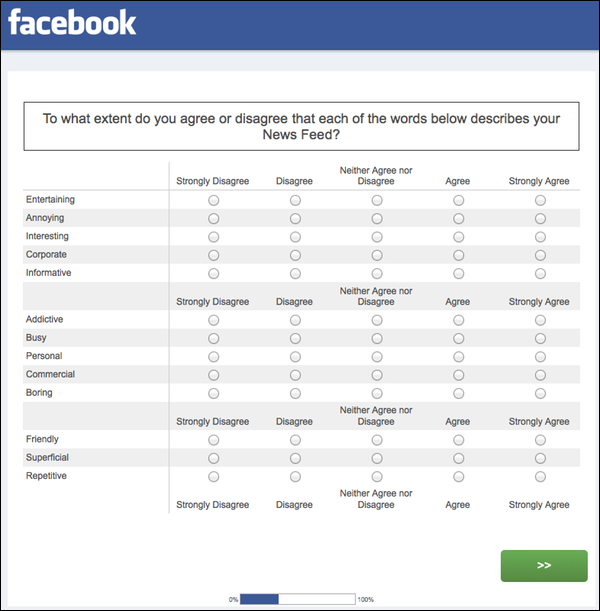 facebook
To what extent do you agree or disagree that each of the words below describes your
News Feed?
Strongly Disagree Disagree Neither Agree nor Disagree Agree Strongly Agree
Entertaining
Annoying
Interesting
Corporate
Informative
Strongly Disagree Disagree Neither Agree nor Disagree Agree Strongly Agree
Addictive
Busy
Personal
Commercial
Boring
Strongly Disagree Disagree Neither Agree nor Disagree Agree Strongly Agree
Friendly
Superficial
Repetitive
Strongly Disagree Disagree Neither Agree nor Disagree Agree Strongly Agree
>>
0% 100%